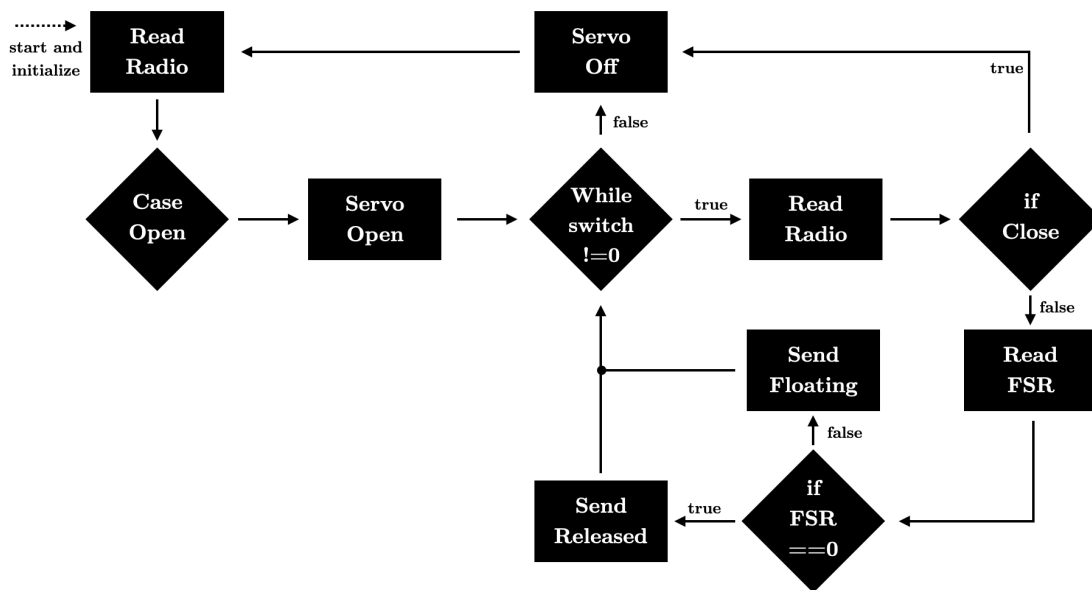 start and
initialize
Read
Radio
Servo
Off
true
false
Case
Open
Servo
Open
While
switch
!=0
true
Read
Radio
if
Close
false
Send
Floating
Read
FSR
false
Send
Released
true
if
FSR
==0